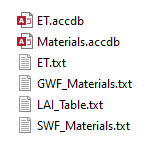 ET.accdb
Materials.accdb
ET.txt
GWF_Materials.txt
LAI_Table.txt
SWF_Materials.txt